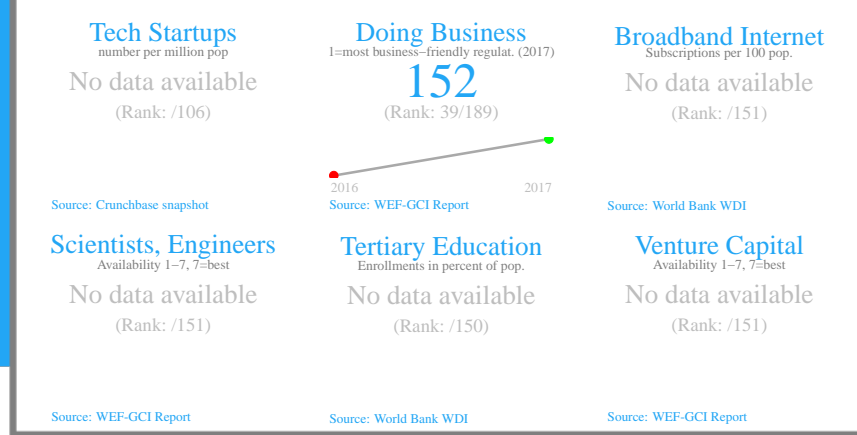 Tech Startups
number per million pop
No data available
(Rank: /106)
Source: Crunchbase snapshot
Doing Business
1=most business−friendly regulat. (2017)
152
(Rank: 39/189)
2016 2017
Source: WEF-GCI Report
Broadband Internet
Subscriptions per 100 pop.
No data available
(Rank: /151)
Source: World Bank WDI
Scientists, Engineers
Availability 1−7, 7=best
No data available
(Rank: /151)
Source: WEF-GCI Report
Tertiary Education
Enrollments in percent of pop.
No data available
(Rank: /150)
Source: World Bank WDI
Venture Capital
Availability 1−7, 7=best
No data available
(Rank: /151)
Source: WEF-GCI Report